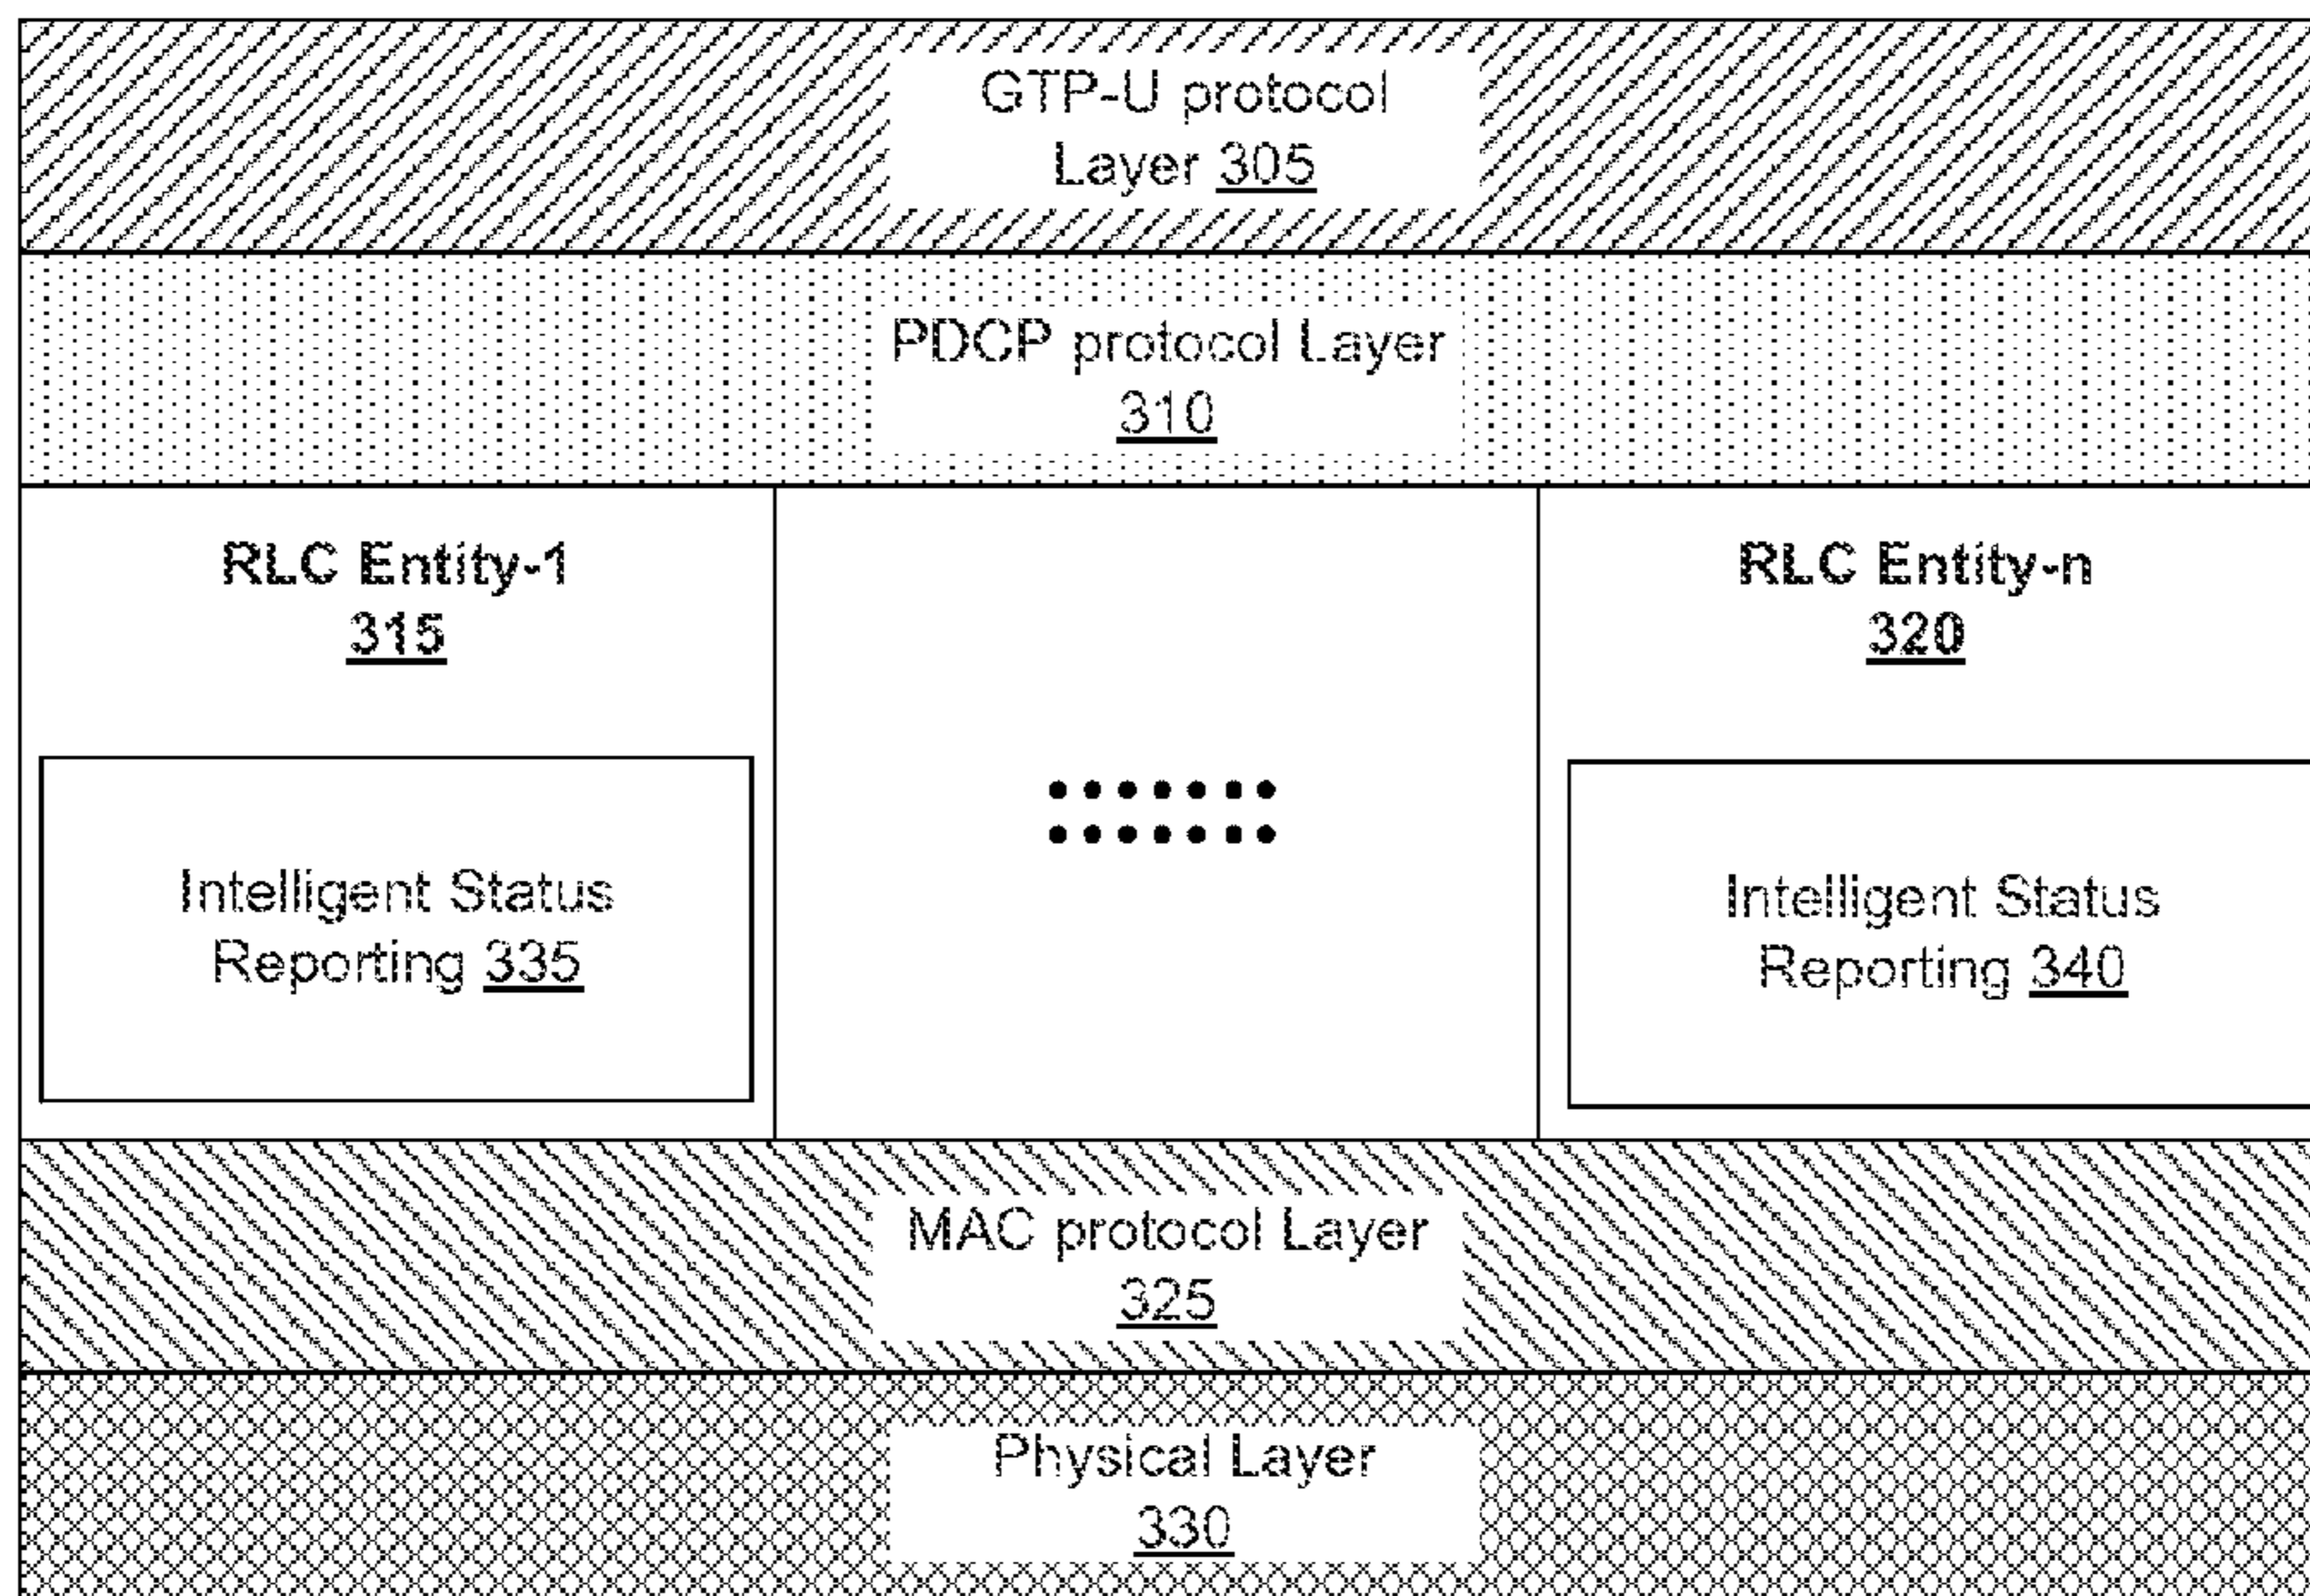 GTP-U protocol
Layer 305
PDCP protocol Layer
310
RLC Entity-1
315
Intelligent Status
Reporting 335
RLC Entity-n
320
Intelligent Status
Reporting 340
MAC protocol Layer
325
Physical Layer
330